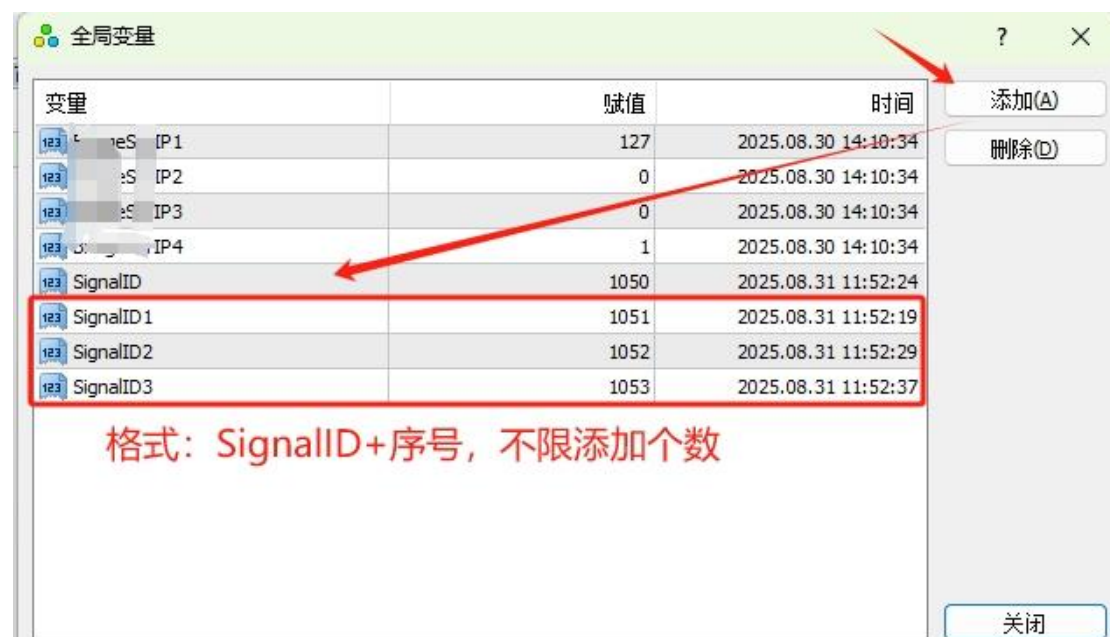 全局变量
变量 赋值 时间 添加(A)
IP1 127 2025.08.30 14:10:34 删除(D)
IP2 0 2025.08.30 14:10:34
IP3 0 2025.08.30 14:10:34
IP4 1 2025.08.30 14:10:34
SignalID 1050 2025.08.31 11:52:24
SignalID1 1051 2025.08.31 11:52:19
SignalID2 1052 2025.08.31 11:52:29
SignalID3 1053 2025.08.31 11:52:37
格式：SignalID+序号，不限添加个数
关闭